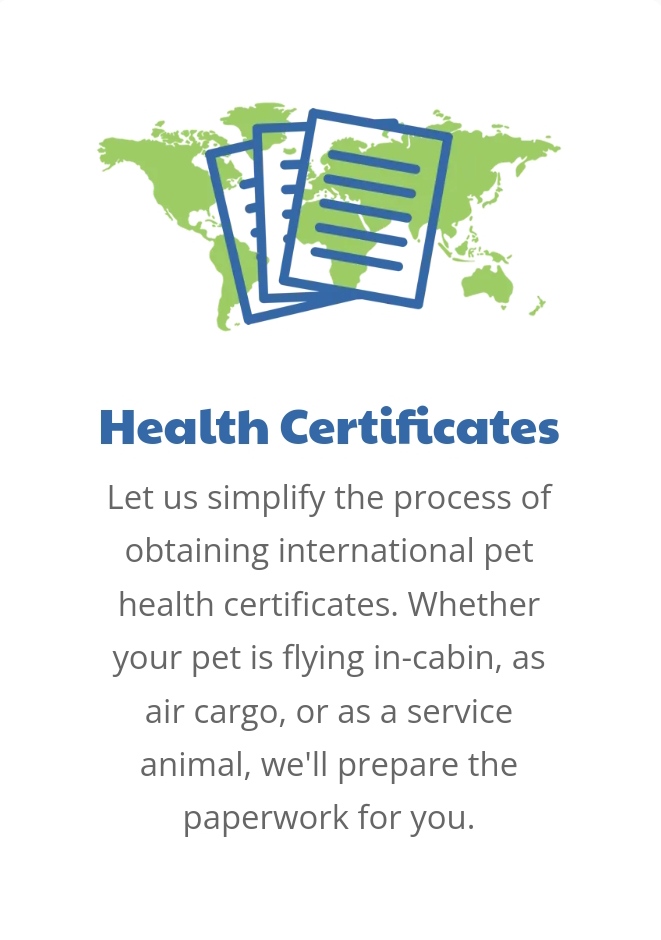 Health Certificates
Let us simplify the process of
obtaining international pet
health certificates. Whether
your pet is flying in-cabin, as
air cargo, or as a service
animal, we'll prepare the
paperwork for you.